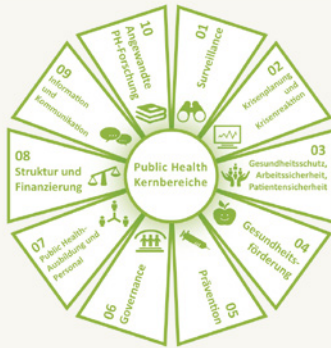 Public Health
Kernbereiche
01
Surveillance
02
Krisenplanung
und
Krisenreaktion
03
Gesundheitsschutz,
Arbeitssicherheit,
Patientensicherheit
04
Gesundheits-
förderung
05
Prävention
06
Governance
07
Public Health-
Ausbildung und
Personal
08
Struktur und
Finanzierung
09
Information
und
Kommunikation
10
Angewandte
PH-Forschung